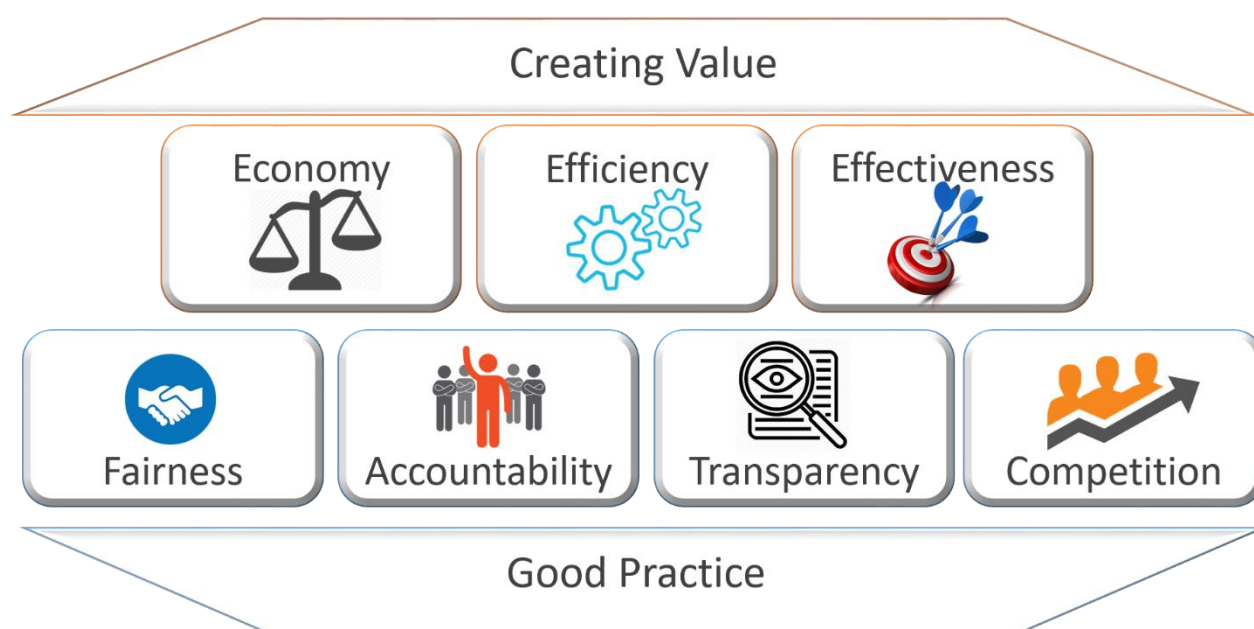 Creating Value
Economy
Efficiency
Effectiveness
Fairness
Accountability
Transparency
Competition
Good Practice